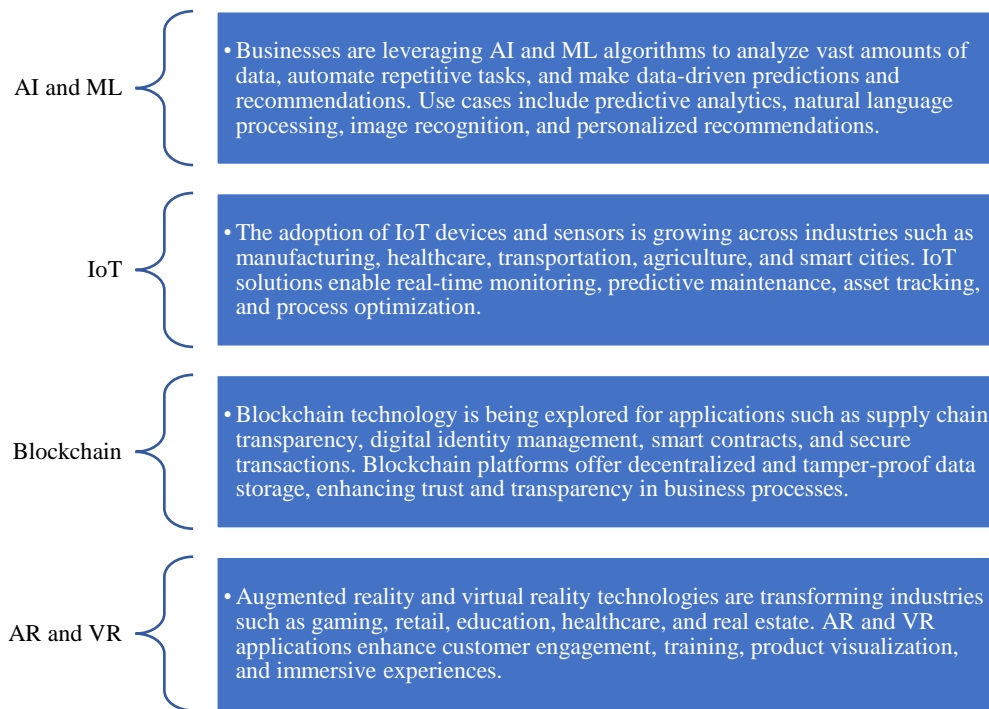 AI and ML
• Businesses are leveraging AI and ML algorithms to analyze vast amounts of
data, automate repetitive tasks, and make data-driven predictions and
recommendations. Use cases include predictive analytics, natural language
processing, image recognition, and personalized recommendations.
IoT
• The adoption of IoT devices and sensors is growing across industries such as
manufacturing, healthcare, transportation, agriculture, and smart cities. IoT
solutions enable real-time monitoring, predictive maintenance, asset tracking,
and process optimization.
Blockchain
• Blockchain technology is being explored for applications such as supply chain
transparency, digital identity management, smart contracts, and secure
transactions. Blockchain platforms offer decentralized and tamper-proof data
storage, enhancing trust and transparency in business processes.
AR and VR
• Augmented reality and virtual reality technologies are transforming industries
such as gaming, retail, education, healthcare, and real estate. AR and VR
applications enhance customer engagement, training, product visualization,
and immersive experiences.